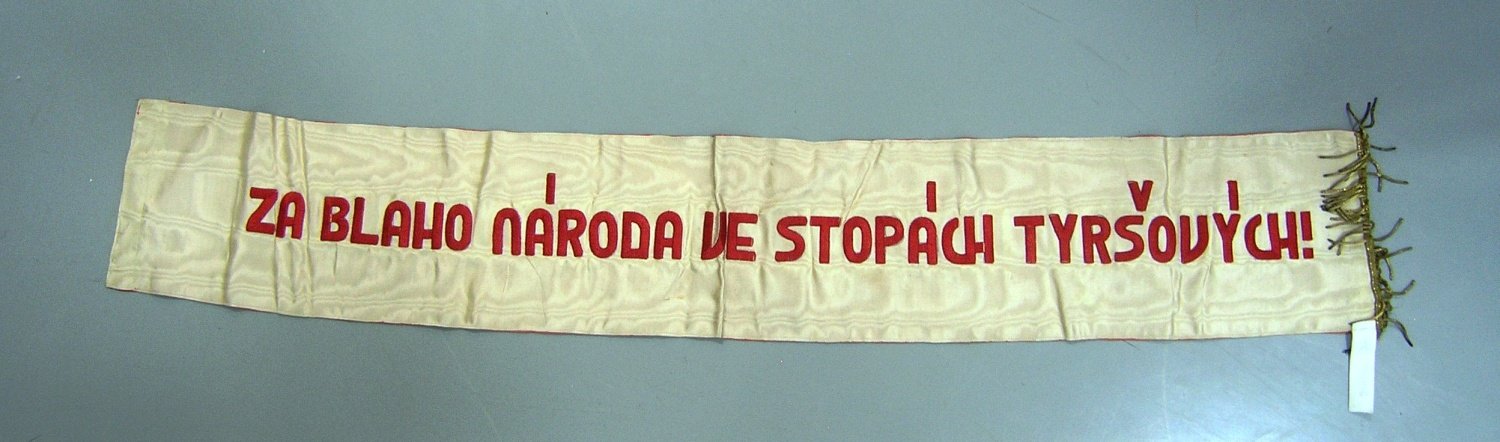 ZA BLAHO NÁRODA VE STOPÁCH TYRŠOVÝCH!